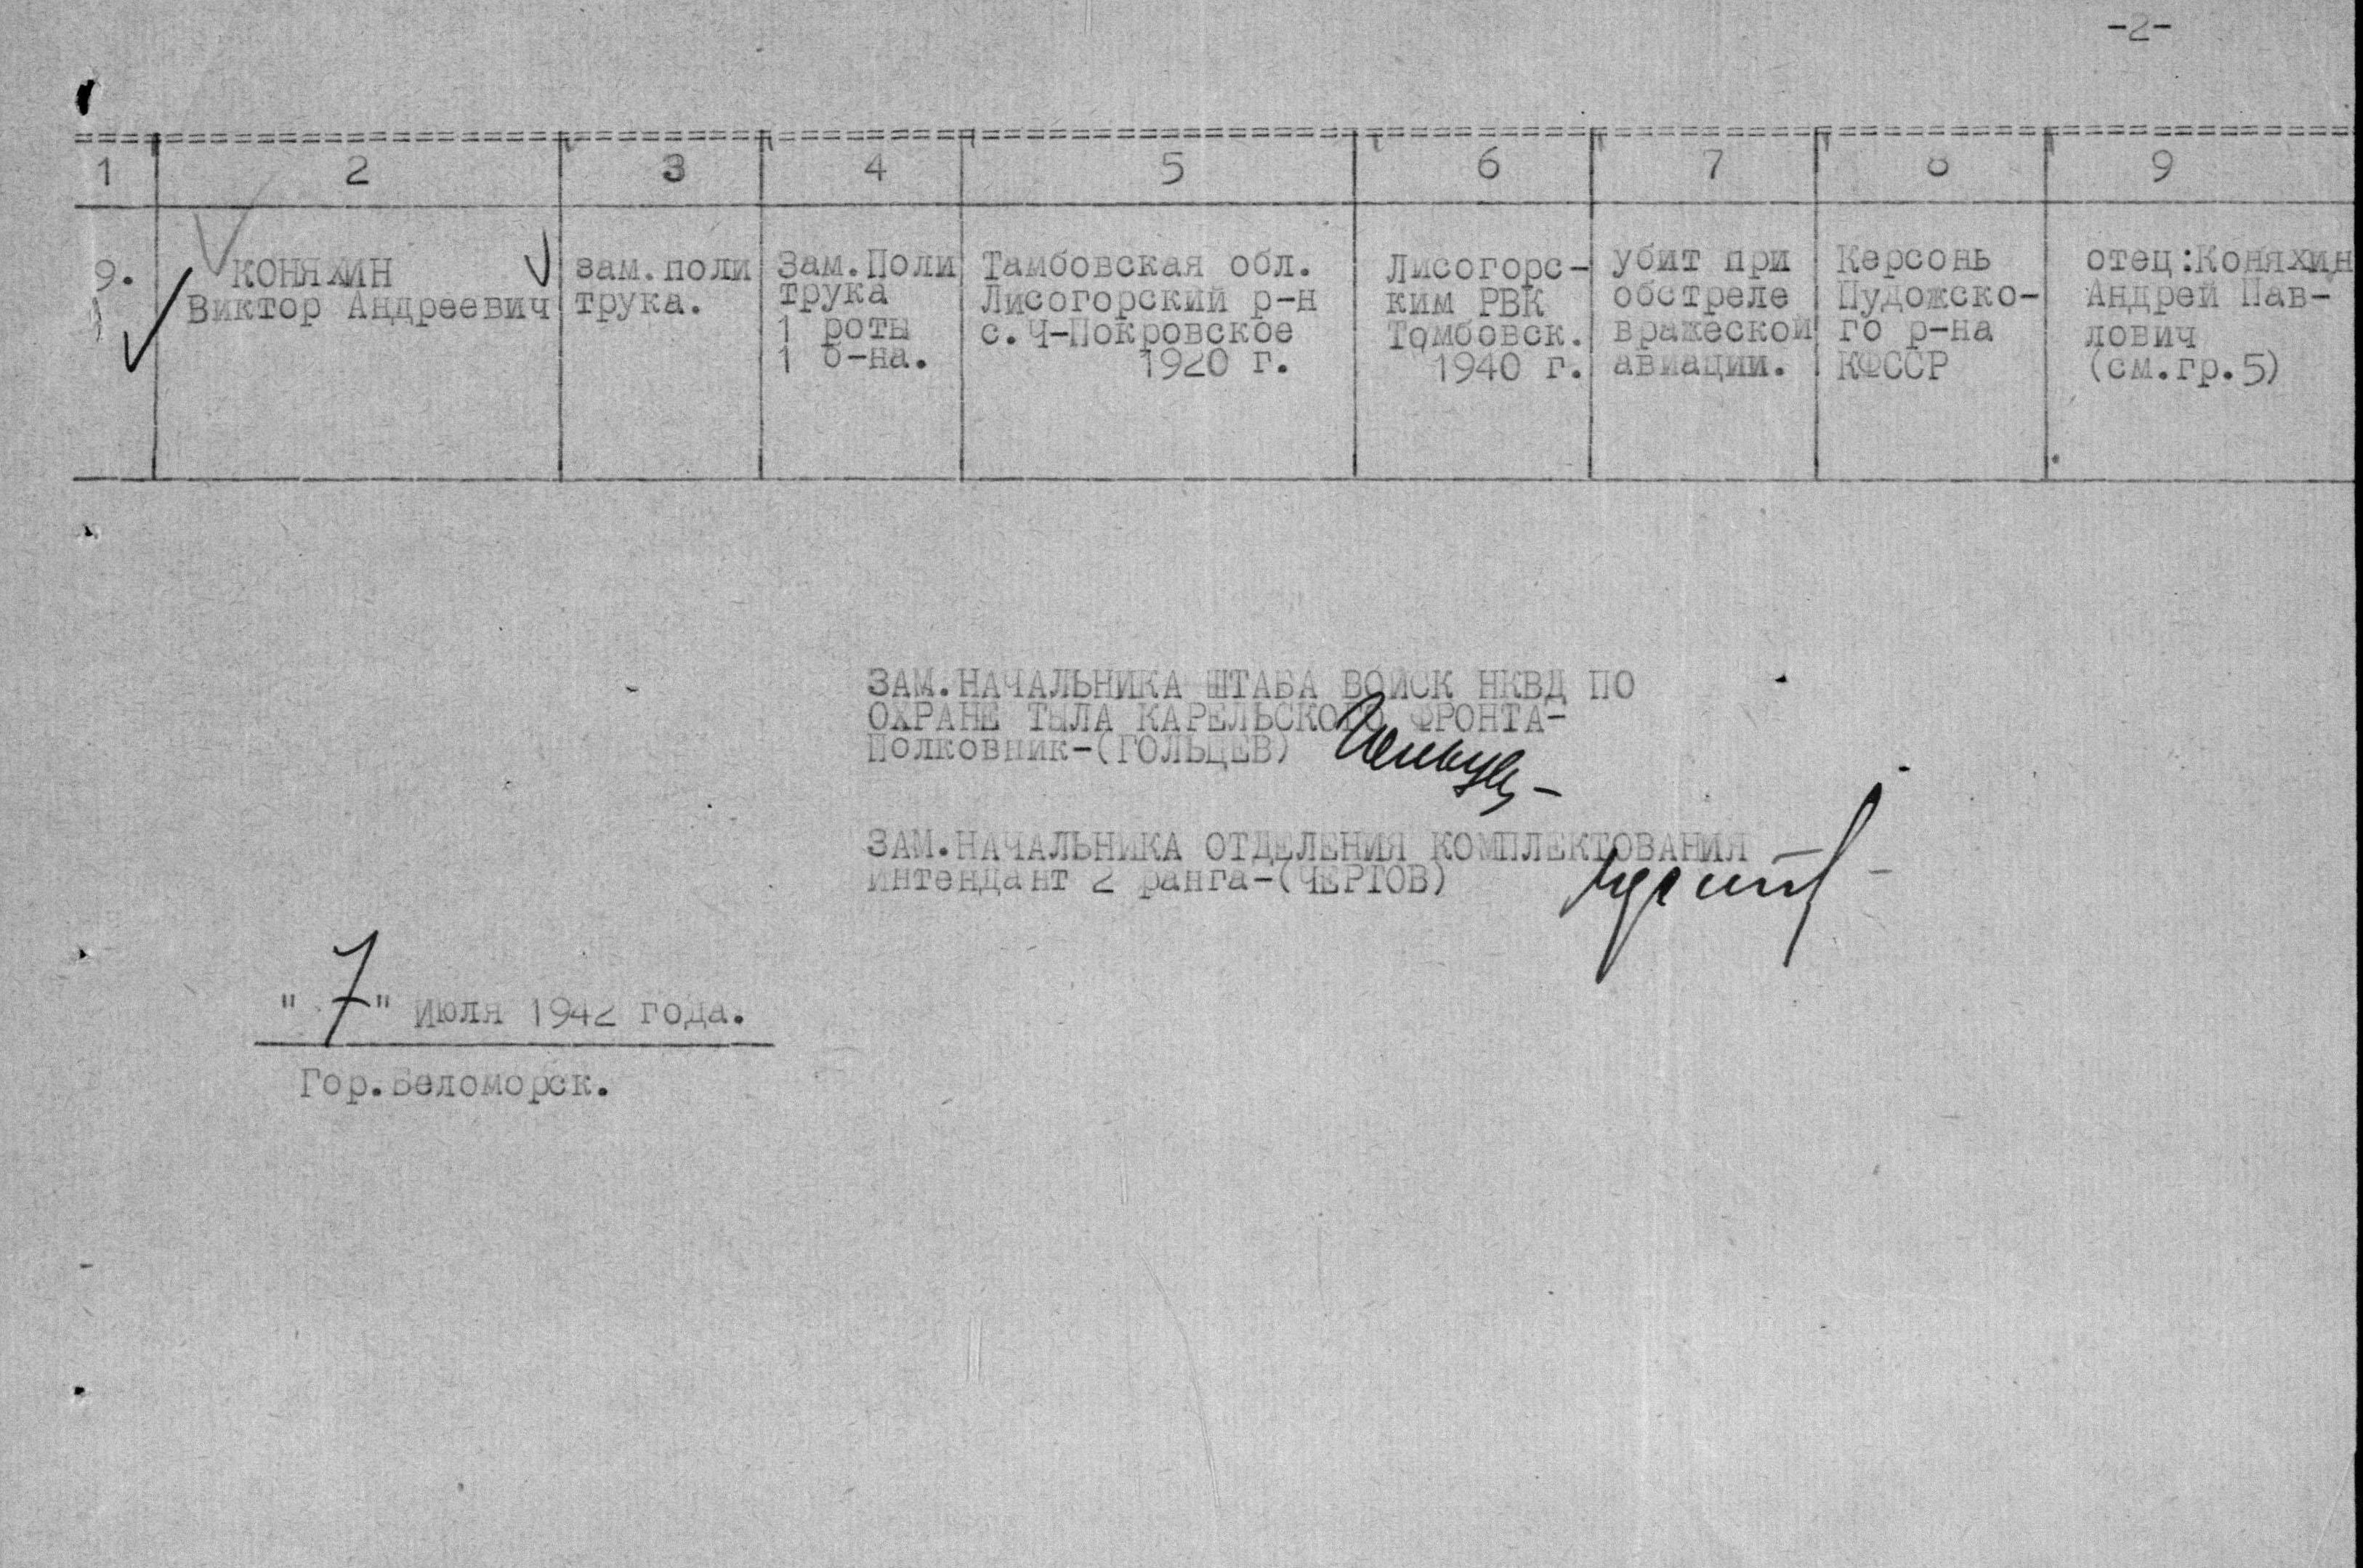 -2-
1 2 3 4 5 6 7 8 9
9. КОНЯХИН
Виктор Андреевич
зам.поли
трука.
Зам.Поли
трука
1 роты
1 б-на.
Тамбовская обл.
Лисогорский р-н
с.Ч-Покровское
1920 г.
Лисогорс-
ким РВК
Томбовск.
1940 г.
убит при
обстреле
вражеской
авиации.
Керсонь
Пудожско-
го р-на
КФССР
отец:Коняхин
Андрей Пав-
лович
(см.гр.5)
ЗАМ.НАЧАЛЬНИКА ШТАБА ВОЙСК НКВД ПО
ОХРАНЕ ТЫЛА КАРЕЛЬСКОГО ФРОНТА-
Полковник-(ГОЛЬЦЕВ)
ЗАМ.НАЧАЛЬНИКА ОТДЕЛЕНИЯ КОМПЛЕКТОВАНИЯ
Интендант 2 ранга-(ЧЕРТОВ)
"7" Июля 1942 года.
Гор.Беломорск.